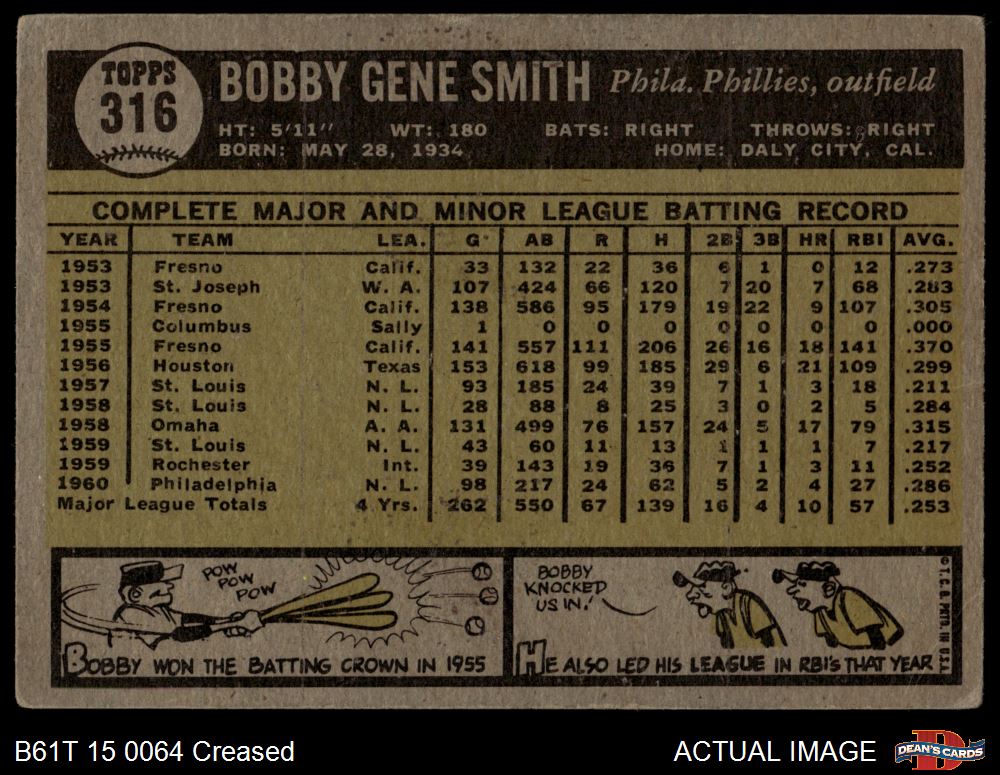 TOPPS
316
BOBBY GENE SMITH Phila. Phillies, outfield
HT: 5'11" WT: 180 BATS: RIGHT THROWS: RIGHT
BORN: MAY 28, 1934 HOME: DALY CITY, CAL.
COMPLETE MAJOR AND MINOR LEAGUE BATTING RECORD
YEAR TEAM LEA. G AB R H 2B 3B HR RBI AVG.
1953 Fresno Calif. 33 132 22 36 6 1 0 12 .273
1953 St. Joseph W. A. 107 424 66 120 7 20 7 68 .283
1954 Fresno Calif. 138 586 95 179 19 22 9 107 .305
1955 Columbus Sally 1 0 0 0 0 0 0 0 .000
1955 Fresno Calif. 141 557 111 206 26 16 18 141 .370
1956 Houston Texas 153 618 99 185 29 6 21 109 .299
1957 St. Louis N. L. 93 185 24 39 7 1 3 18 .211
1958 St. Louis N. L. 28 88 8 25 3 0 2 5 .284
1958 Omaha A. A. 131 499 76 157 24 5 17 79 .315
1959 St. Louis N. L. 43 60 11 13 1 1 1 7 .217
1959 Rochester Int. 39 143 19 36 7 1 3 11 .252
1960 Philadelphia N. L. 98 217 24 62 5 2 4 27 .286
Major League Totals 4 Yrs. 262 550 67 139 16 4 10 57 .253
POW
POW
POW
BOBBY WON THE BATTING CROWN IN 1955
BOBBY
KNOCKED
US IN!
HE ALSO LED HIS LEAGUE IN RBI'S THAT YEAR
© T.C.G. PRTD. IN U.S.A.
B61T 15 0064 Creased
ACTUAL IMAGE
DEAN'S CARDS